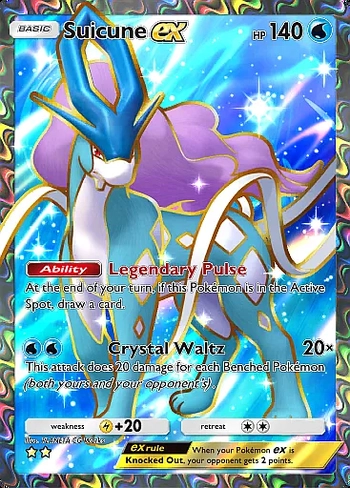 BASIC Suicune ex HP 140
Ability Legendary Pulse
At the end of your turn, if this Pokémon is in the Active
Spot, draw a card.
Crystal Waltz 20×
This attack does 20 damage for each Benched Pokémon
(both yours and your opponent's).
weakness +20 retreat
Illus.
ex rule When your Pokémon ex is
Knocked Out, your opponent gets 2 points.